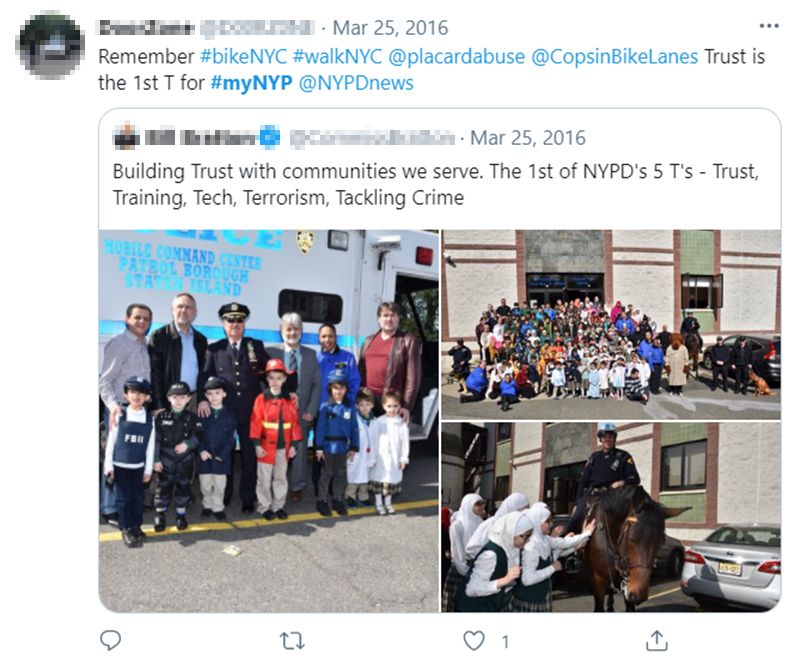 · Mar 25, 2016
Remember #bikeNYC #walkNYC @placardabuse @CopsinBikeLanes Trust is
the 1st T for #myNYP @NYPDnews
· Mar 25, 2016
Building Trust with communities we serve. The 1st of NYPD's 5 T's - Trust,
Training, Tech, Terrorism, Tackling Crime
MOBILE COMMAND CENTER
PATROL BOROUGH
STATEN ISLAND
FBI
1